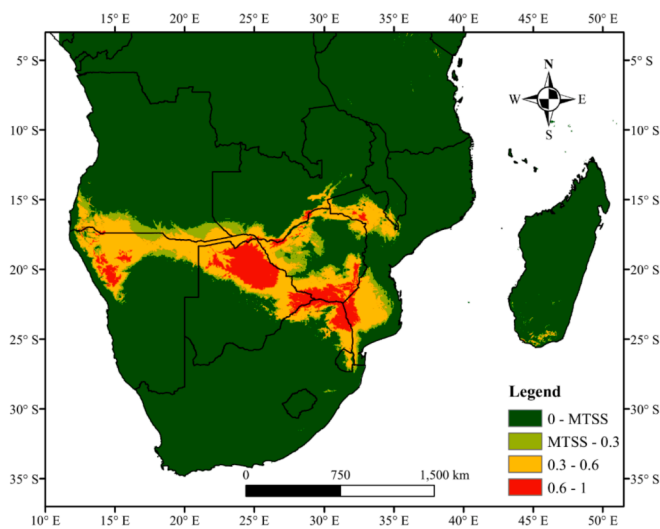 15° E 20° E 25° E 30° E 35° E 40° E 45° E 50° E
5° S 5° S
N
W E
S
10° S 10° S
15° S 15° S
20° S 20° S
25° S 25° S
Legend
30° S 0 - MTSS 30° S
MTSS - 0.3
0.3 - 0.6
35° S 0 750 1,500 km 0.6 - 1 35° S
10° E 15° E 20° E 25° E 30° E 35° E 40° E 45° E 50° E